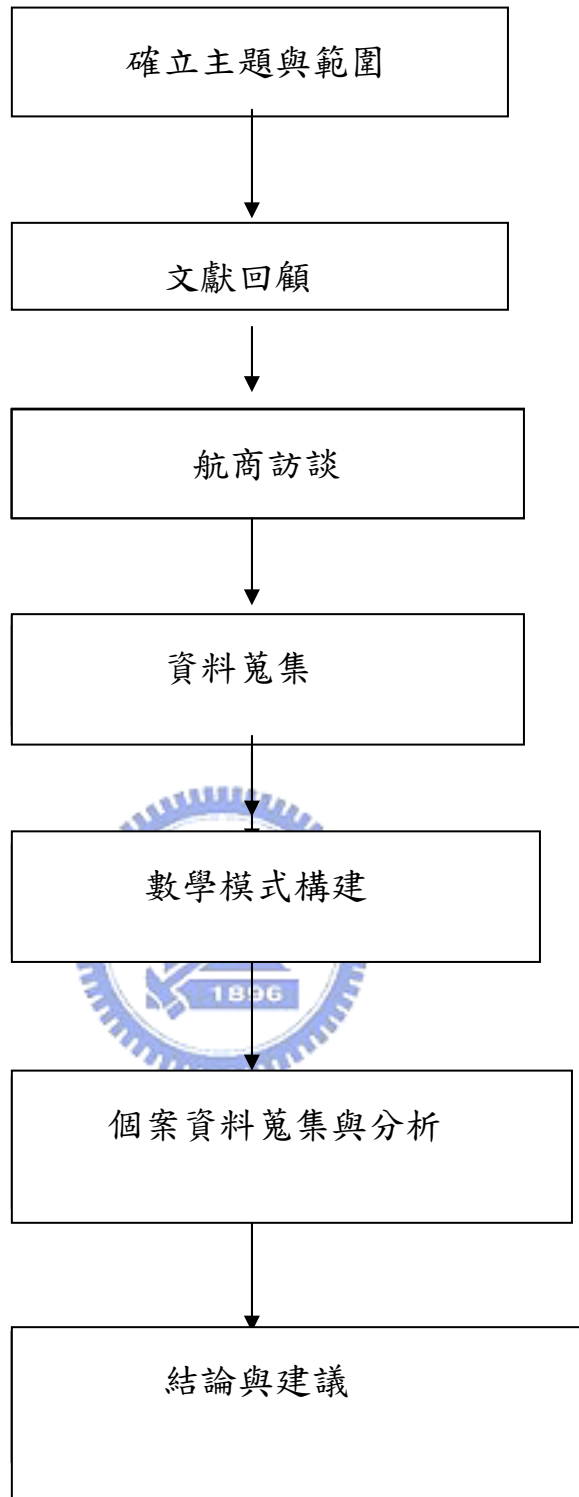 確立主題與範圍
文獻回顧
航商訪談
資料蒐集
數學模式構建
1896
個案資料蒐集與分析
結論與建議